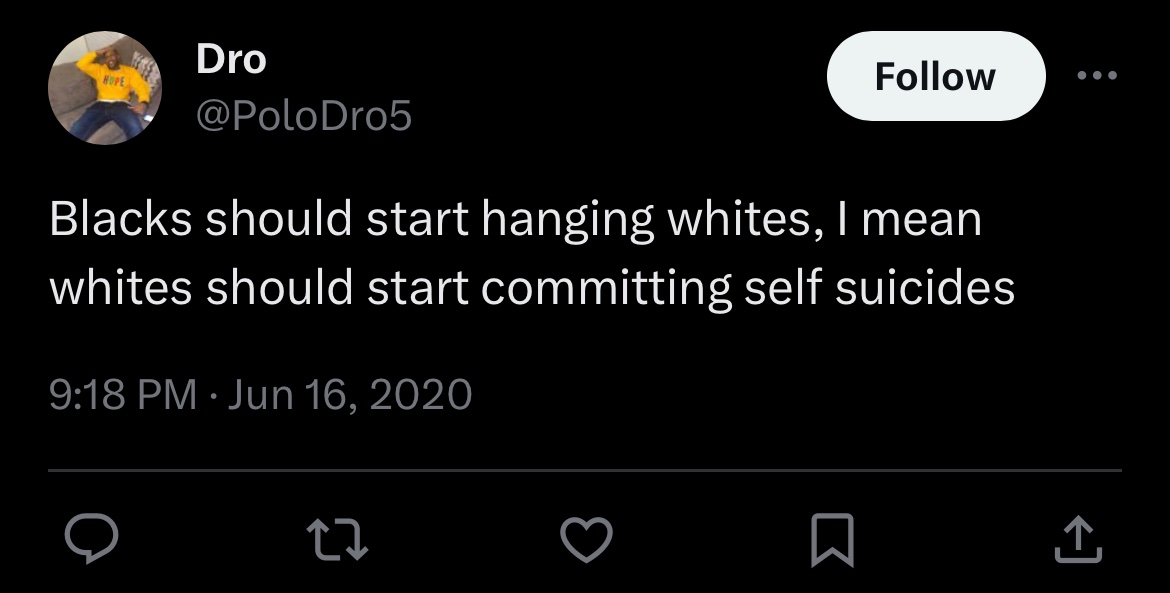 Dro
@PoloDro5
Follow
HOPE
Blacks should start hanging whites, I mean
whites should start committing self suicides
9:18 PM · Jun 16, 2020